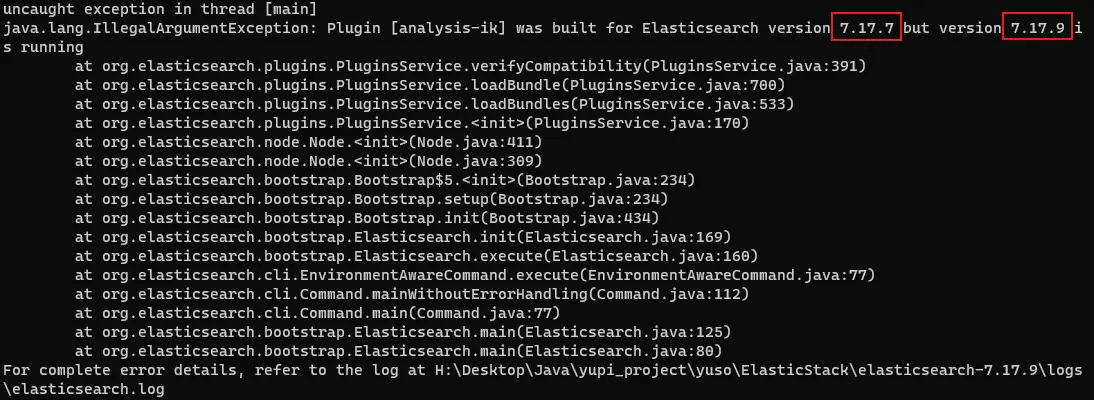 uncaught exception in thread [main]
java.lang.IllegalArgumentException: Plugin [analysis-ik] was built for Elasticsearch version 7.17.7 but version 7.17.9 i
s running
        at org.elasticsearch.plugins.PluginsService.verifyCompatibility(PluginsService.java:391)
        at org.elasticsearch.plugins.PluginsService.loadBundle(PluginsService.java:700)
        at org.elasticsearch.plugins.PluginsService.loadBundles(PluginsService.java:533)
        at org.elasticsearch.plugins.PluginsService.<init>(PluginsService.java:170)
        at org.elasticsearch.node.Node.<init>(Node.java:411)
        at org.elasticsearch.node.Node.<init>(Node.java:309)
        at org.elasticsearch.bootstrap.Bootstrap$5.<init>(Bootstrap.java:234)
        at org.elasticsearch.bootstrap.Bootstrap.setup(Bootstrap.java:234)
        at org.elasticsearch.bootstrap.Bootstrap.init(Bootstrap.java:434)
        at org.elasticsearch.bootstrap.Elasticsearch.init(Elasticsearch.java:169)
        at org.elasticsearch.bootstrap.Elasticsearch.execute(Elasticsearch.java:160)
        at org.elasticsearch.cli.EnvironmentAwareCommand.execute(EnvironmentAwareCommand.java:77)
        at org.elasticsearch.cli.Command.mainWithoutErrorHandling(Command.java:112)
        at org.elasticsearch.cli.Command.main(Command.java:77)
        at org.elasticsearch.bootstrap.Elasticsearch.main(Elasticsearch.java:125)
        at org.elasticsearch.bootstrap.Elasticsearch.main(Elasticsearch.java:80)
For complete error details, refer to the log at H:\Desktop\Java\yupi_project\yuso\ElasticStack\elasticsearch-7.17.9\logs
\elasticsearch.log